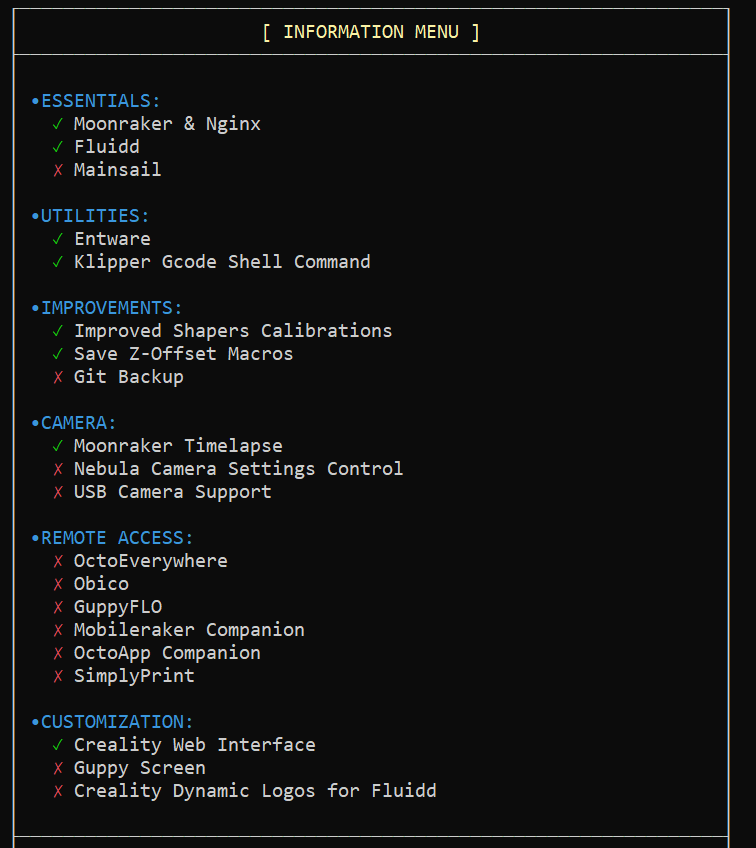 [ INFORMATION MENU ]
•ESSENTIALS:
✓ Moonraker & Nginx
✓ Fluidd
✗ Mainsail
•UTILITIES:
✓ Entware
✓ Klipper Gcode Shell Command
•IMPROVEMENTS:
✓ Improved Shapers Calibrations
✓ Save Z-Offset Macros
✗ Git Backup
•CAMERA:
✓ Moonraker Timelapse
✗ Nebula Camera Settings Control
✗ USB Camera Support
•REMOTE ACCESS:
✗ OctoEverywhere
✗ Obico
✗ GuppyFLO
✗ Mobileraker Companion
✗ OctoApp Companion
✗ SimplyPrint
•CUSTOMIZATION:
✓ Creality Web Interface
✗ Guppy Screen
✗ Creality Dynamic Logos for Fluidd